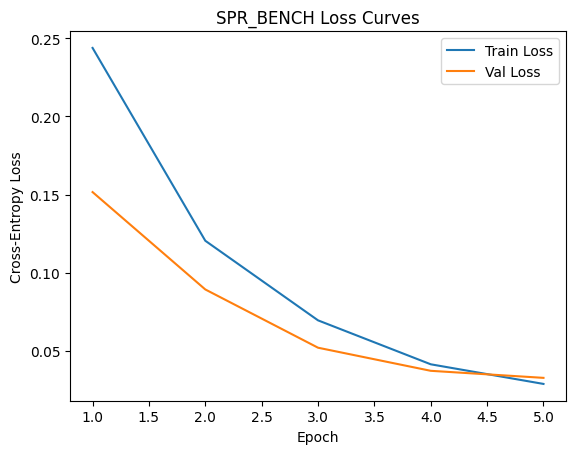 SPR_BENCH Loss Curves
Train Loss
Val Loss
Cross-Entropy Loss
0.25
0.20
0.15
0.10
0.05
1.0 1.5 2.0 2.5 3.0 3.5 4.0 4.5 5.0
Epoch